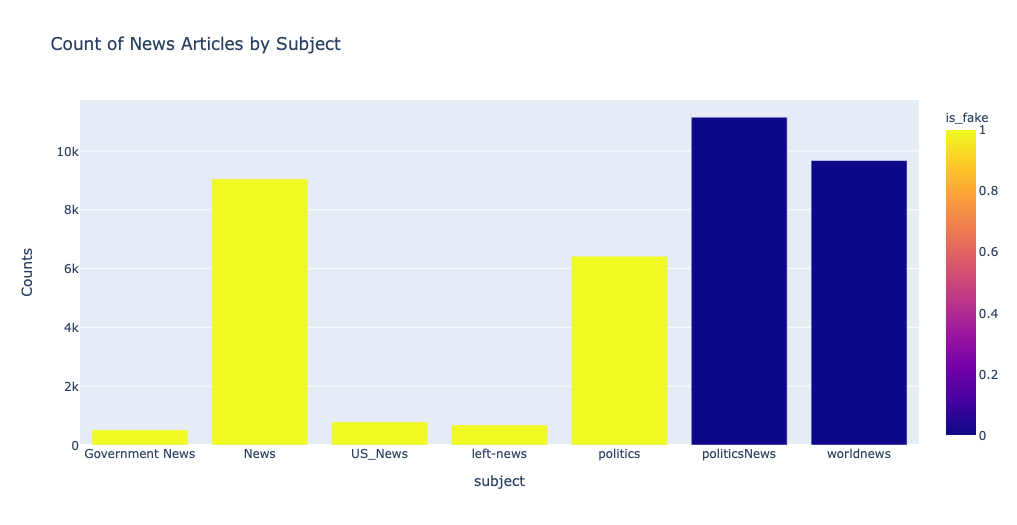 Count of News Articles by Subject
is_fake
1
0.8
0.6
0.4
0.2
0
Counts
10k
8k
6k
4k
2k
0
Government News
News
US_News
left-news
politics
politicsNews
worldnews
subject